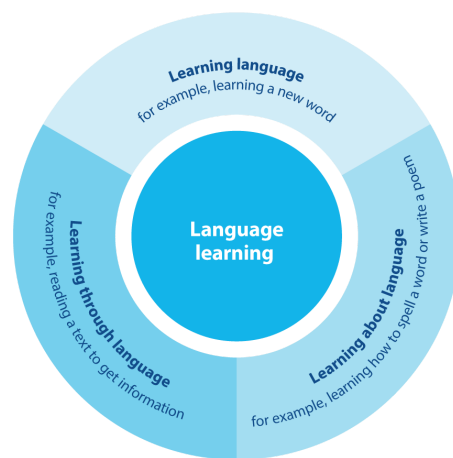 Learning language
for example, learning a new word
Language
learning
Learning through language
for example, reading a text to get information
Learning about language
for example, learning how to spell a word or write a poem